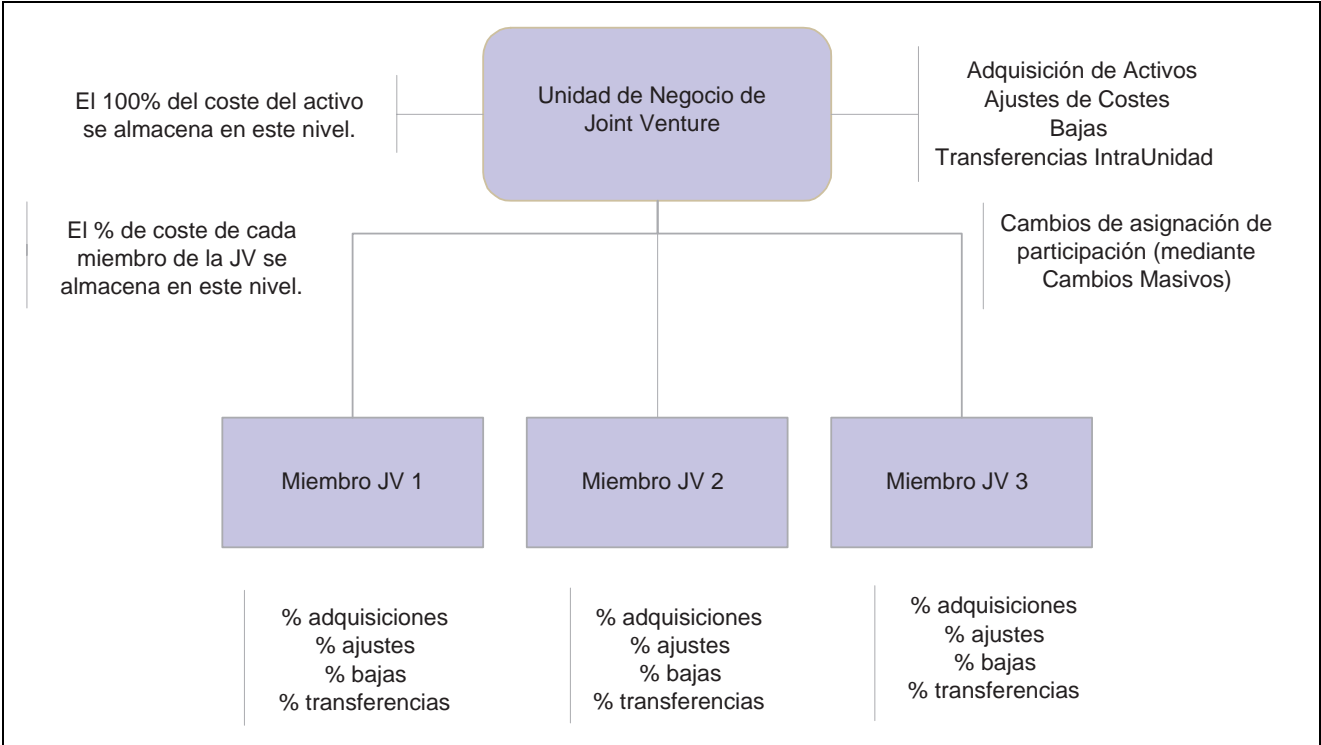 El 100% del coste del activo
se almacena en este nivel.
Unidad de Negocio de
Joint Venture
Adquisición de Activos
Ajustes de Costes
Bajas
Transferencias IntraUnidad
El % de coste de cada
miembro de la JV se
almacena en este nivel.
Cambios de asignación de
participación (mediante
Cambios Masivos)
Miembro JV 1
Miembro JV 2
Miembro JV 3
% adquisiciones
% ajustes
% bajas
% transferencias
% adquisiciones
% ajustes
% bajas
% transferencias
% adquisiciones
% ajustes
% bajas
% transferencias